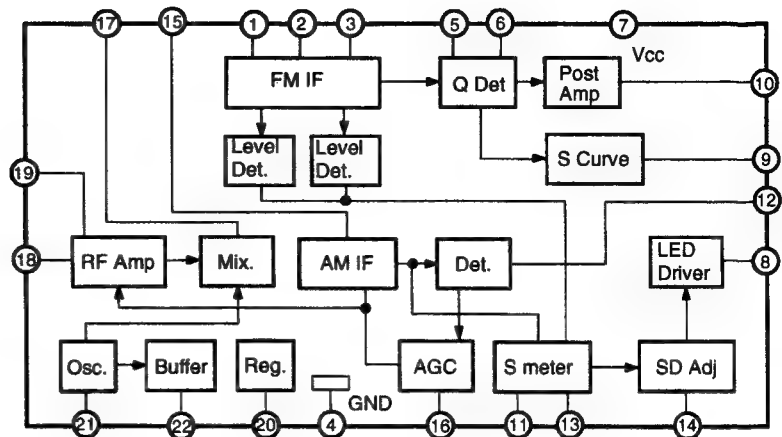 17 15 1 2 3 5 6 7
Vcc
FM IF
Q Det
Post
Amp
10
Level
Det.
Level
Det.
S Curve
9
19
12
18
RF Amp
Mix.
AM IF
Det.
LED
Driver
8
Osc.
Buffer
Reg.
GND
AGC
S meter
SD Adj
21 22 20 4 16 11 13 14